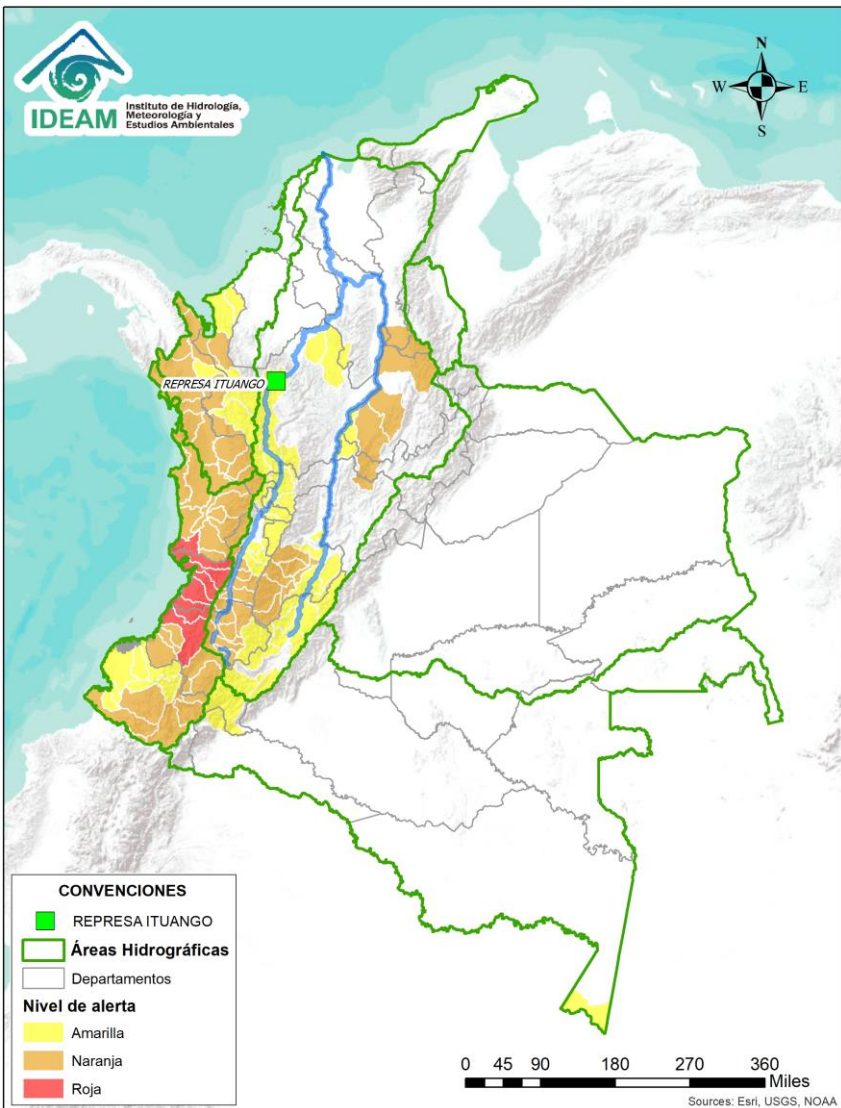 IDEAM
Instituto de Hidrología,
Meteorología y
Estudios Ambientales
N
W
E
S
REPRESA ITUANGO
CONVENCIONES
REPRESA ITUANGO
Áreas Hidrográficas
Departamentos
Nivel de alerta
Amarilla
Naranja
Roja
0 45 90 180 270 360
Miles
Sources: Esri, USGS, NOAA